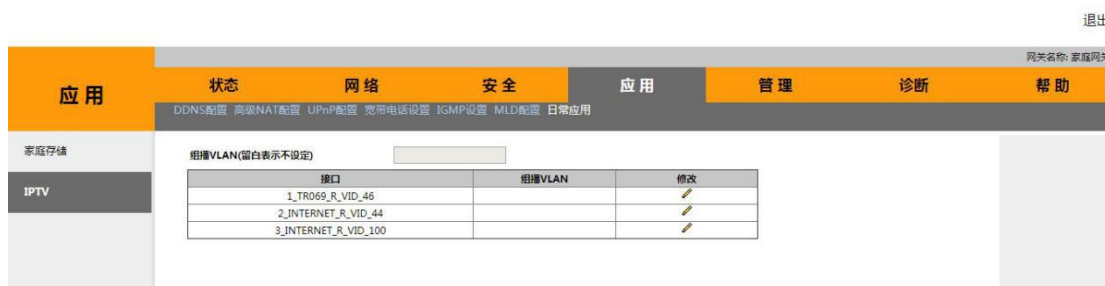 退出
网关名称: 家庭网关
应用
状态 网络 安全 应用 管理 诊断 帮助
DDNS配置 高级NAT配置 UPnP配置 宽带电话设置 IGMP设置 MLD配置 日常应用
家庭存储
IPTV
组播VLAN(留白表示不设定)
接口 组播VLAN 修改
1_TR069_R_VID_46
2_INTERNET_R_VID_44
3_INTERNET_R_VID_100